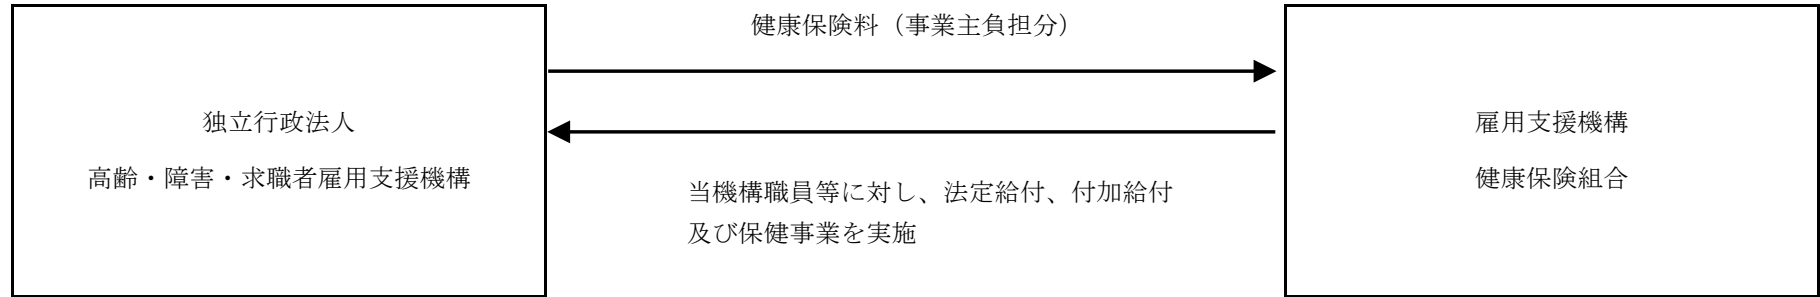 健康保険料（事業主負担分）
独立行政法人
高齢・障害・求職者雇用支援機構
当機構職員等に対し、法定給付、付加給付
及び保健事業を実施
雇用支援機構
健康保険組合